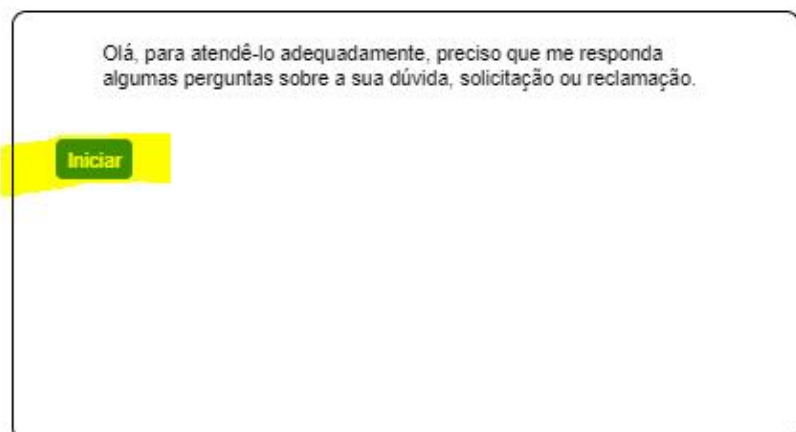 Olá, para atendê-lo adequadamente, preciso que me responda
algumas perguntas sobre a sua dúvida, solicitação ou reclamação.
Iniciar